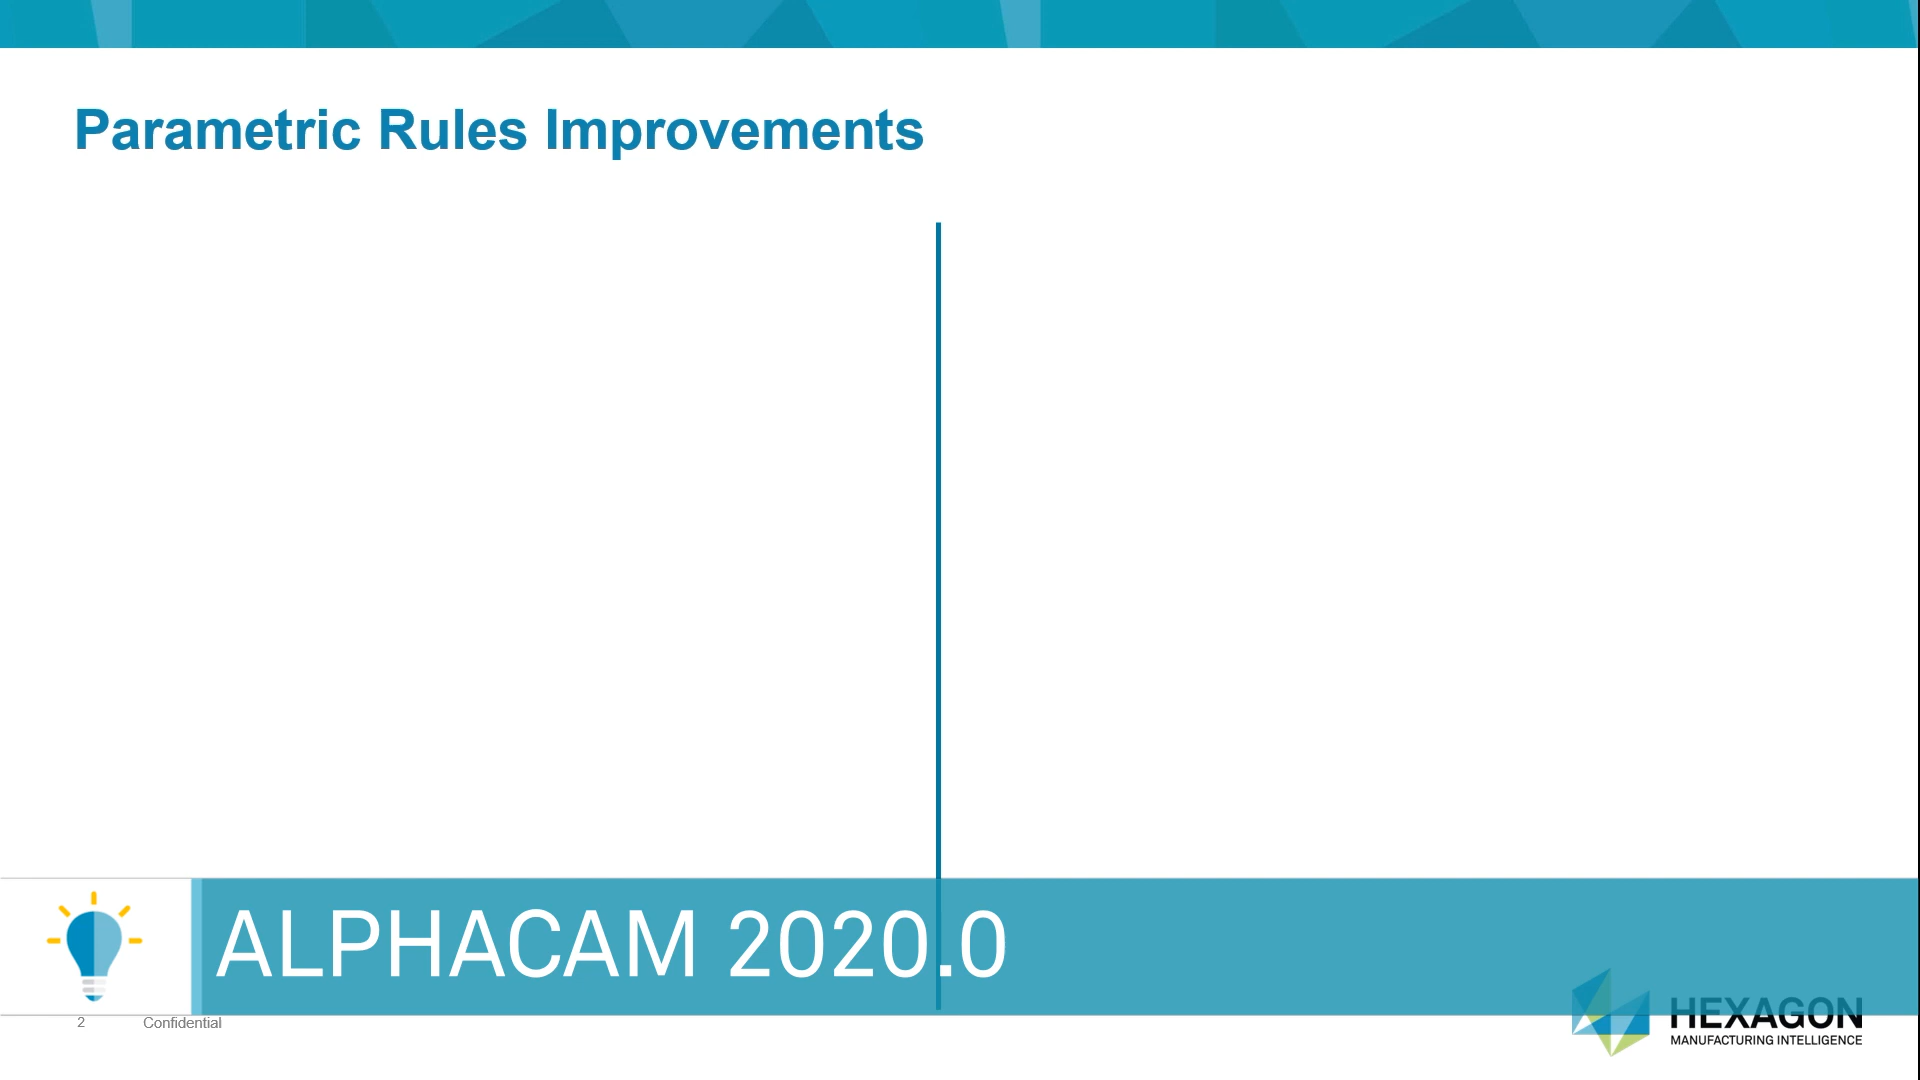 Parametric Rules Improvements
ALPHACAM 2020.0
2 Confidential
HEXAGON
MANUFACTURING INTELLIGENCE